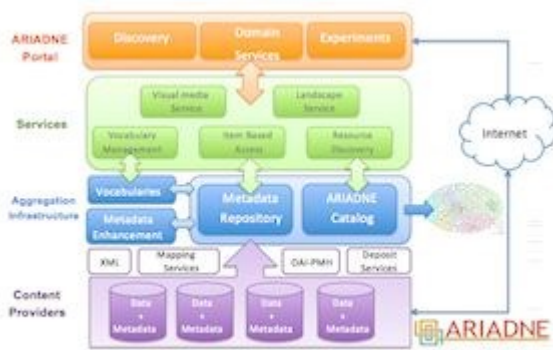 ARIADNE
Portal
Discovery
Domain
Services
Experiments
Services
Visual media
Service
Landscape
Service
Vocabulary
Management
Item Based
Access
Resource
Discovery
Internet
Aggregation
Infrastructure
Vocabularies
Metadata
Enhancement
Metadata
Repository
ARIADNE
Catalog
XML
Mapping
Services
OAI-PMH
Deposit
Services
Content
Providers
Data
+
Metadata
Data
+
Metadata
Data
+
Metadata
Data
+
Metadata
ARIADNE